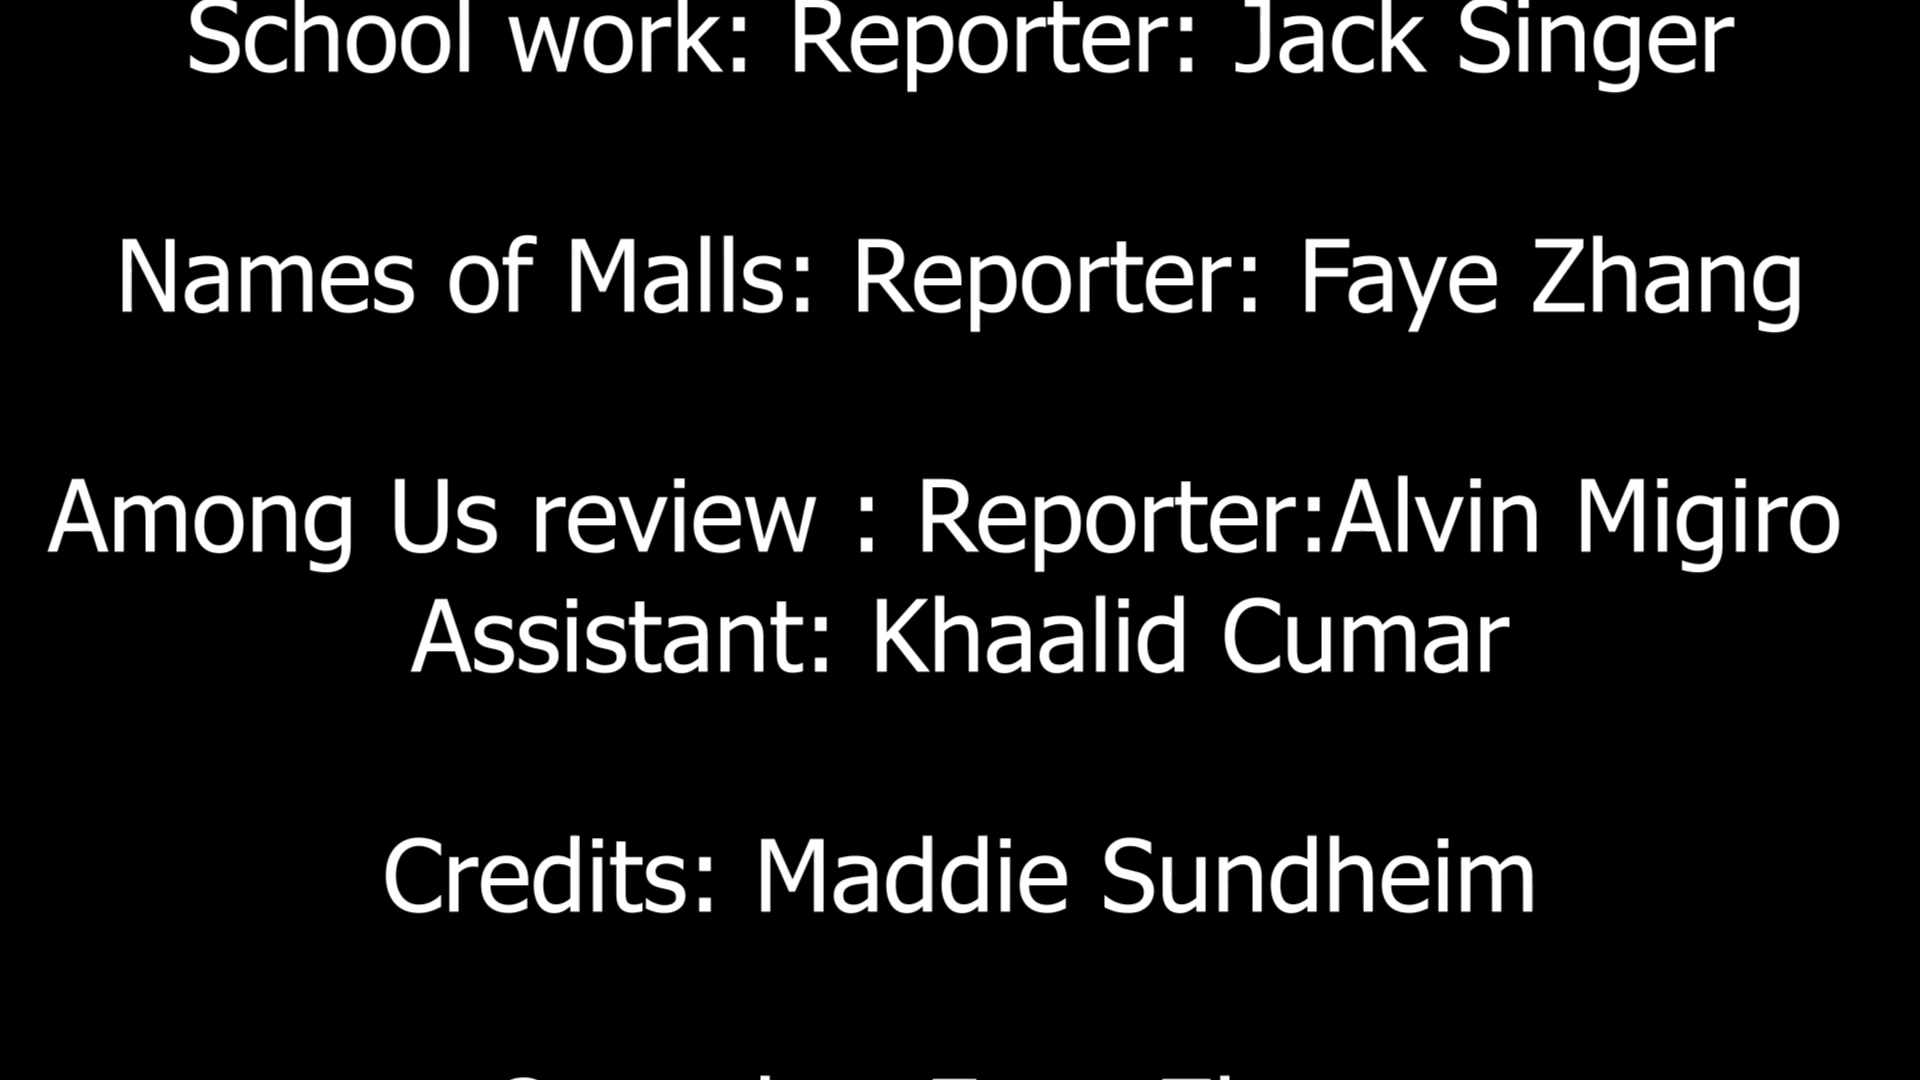 School work: Reporter: Jack Singer
Names of Malls: Reporter: Faye Zhang
Among Us review : Reporter:Alvin Migiro
Assistant: Khaalid Cumar
Credits: Maddie Sundheim